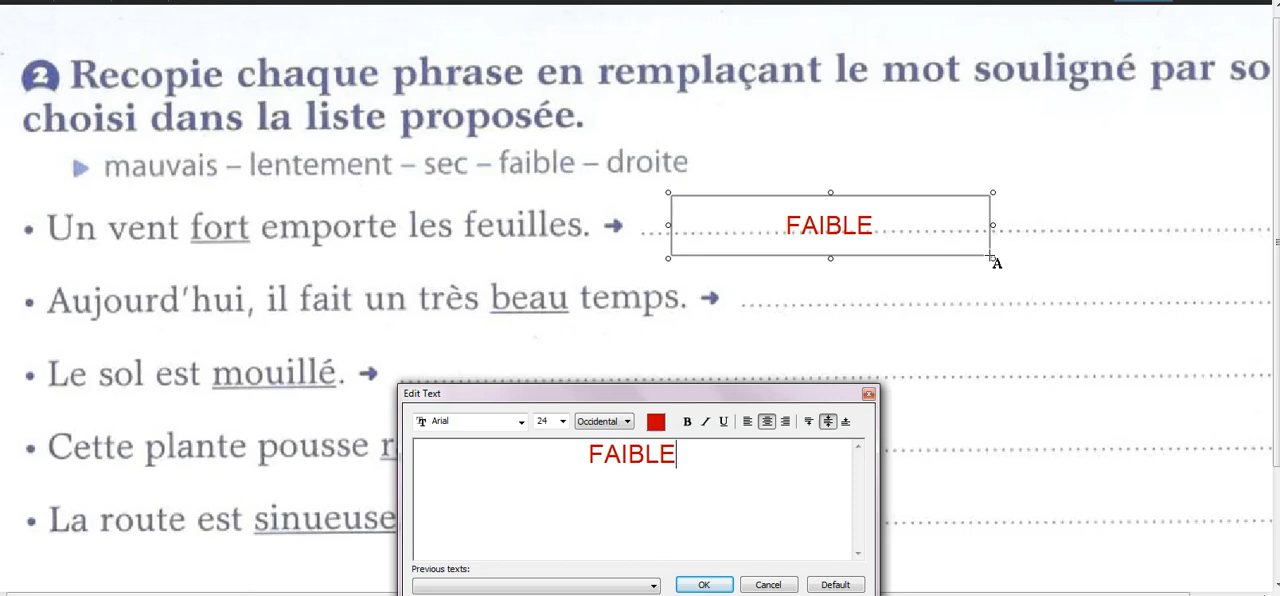 2 Recopie chaque phrase en remplaçant le mot souligné par so
choisi dans la liste proposée.
mauvais – lentement – sec – faible – droite
• Un vent fort emporte les feuilles. → FAIBLE
A
• Aujourd'hui, il fait un très beau temps. →
• Le sol est mouillé. →
Edit Text
Arial 24 Occidental B I U
FAIBLE
• Cette plante pousse r
• La route est sinueuse
Previous texts:
OK Cancel Default